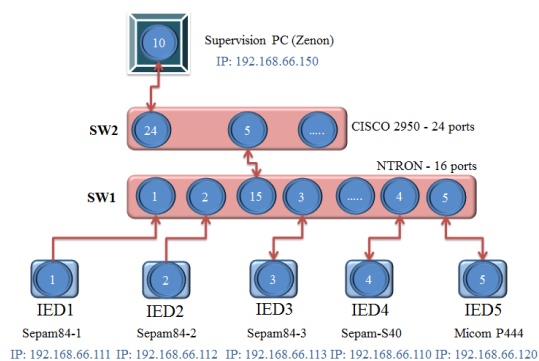 10
Supervision PC (Zenon)
IP: 192.168.66.150
SW2
24
5
.....
CISCO 2950 - 24 ports
NTRON - 16 ports
SW1
1
2
15
3
.....
4
5
1
2
3
4
5
IED1
IED2
IED3
IED4
IED5
Sepam84-1
Sepam84-2
Sepam84-3
Sepam-S40
Micom P444
IP: 192.168.66.111
IP: 192.168.66.112
IP: 192.168.66.113
IP: 192.168.66.110
IP: 192.168.66.120